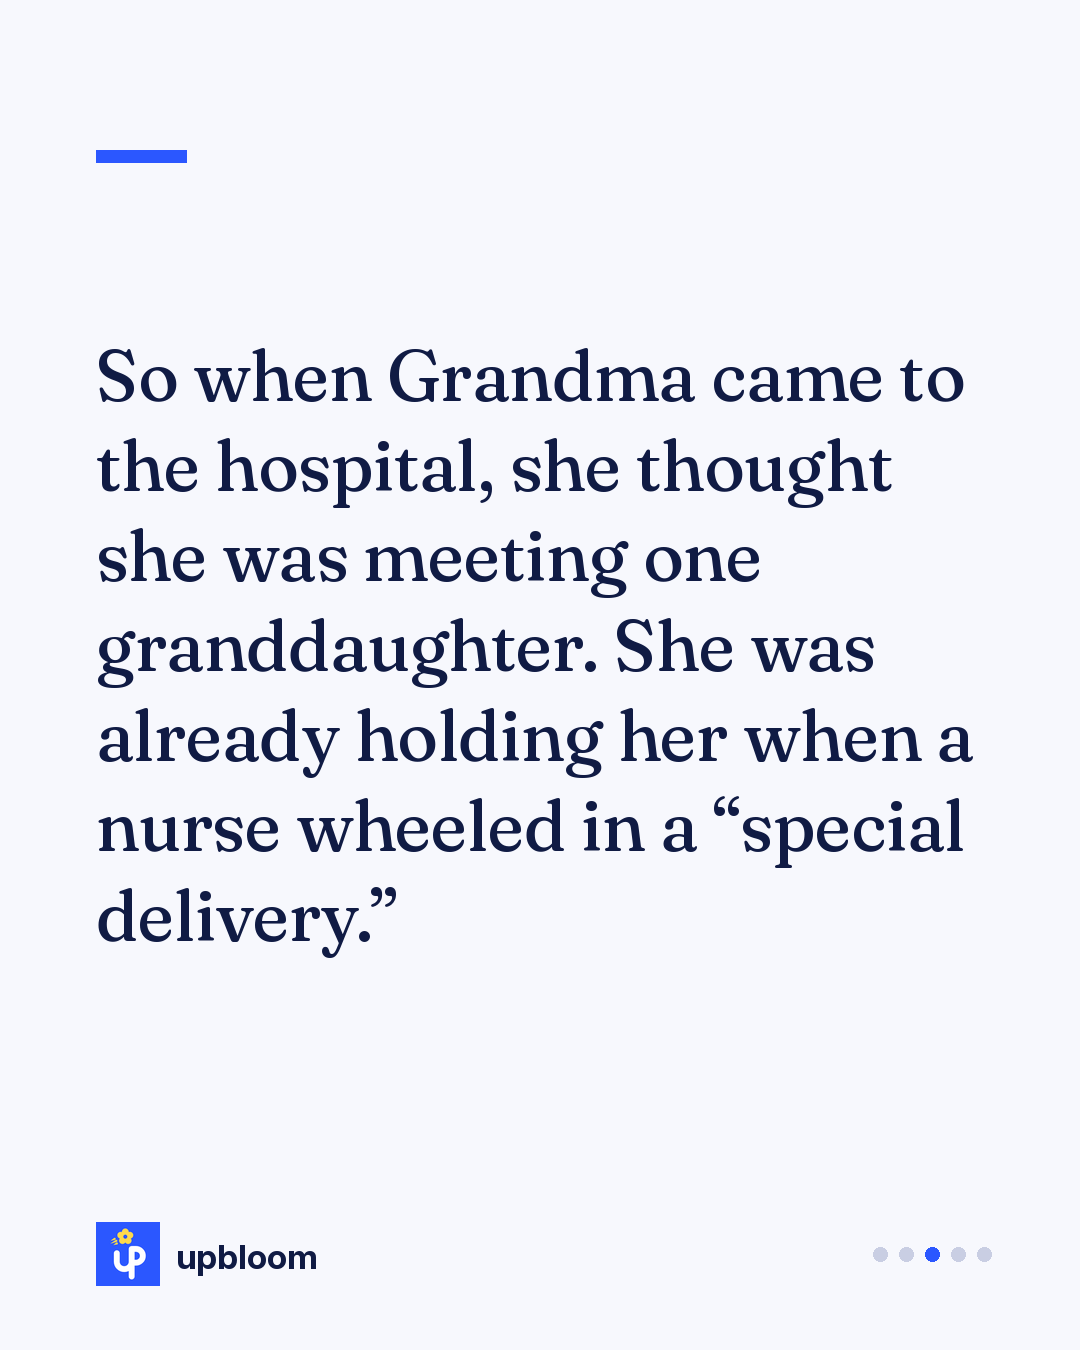 So when Grandma came to
the hospital, she thought
she was meeting one
granddaughter. She was
already holding her when a
nurse wheeled in a “special
delivery.”
up
upbloom